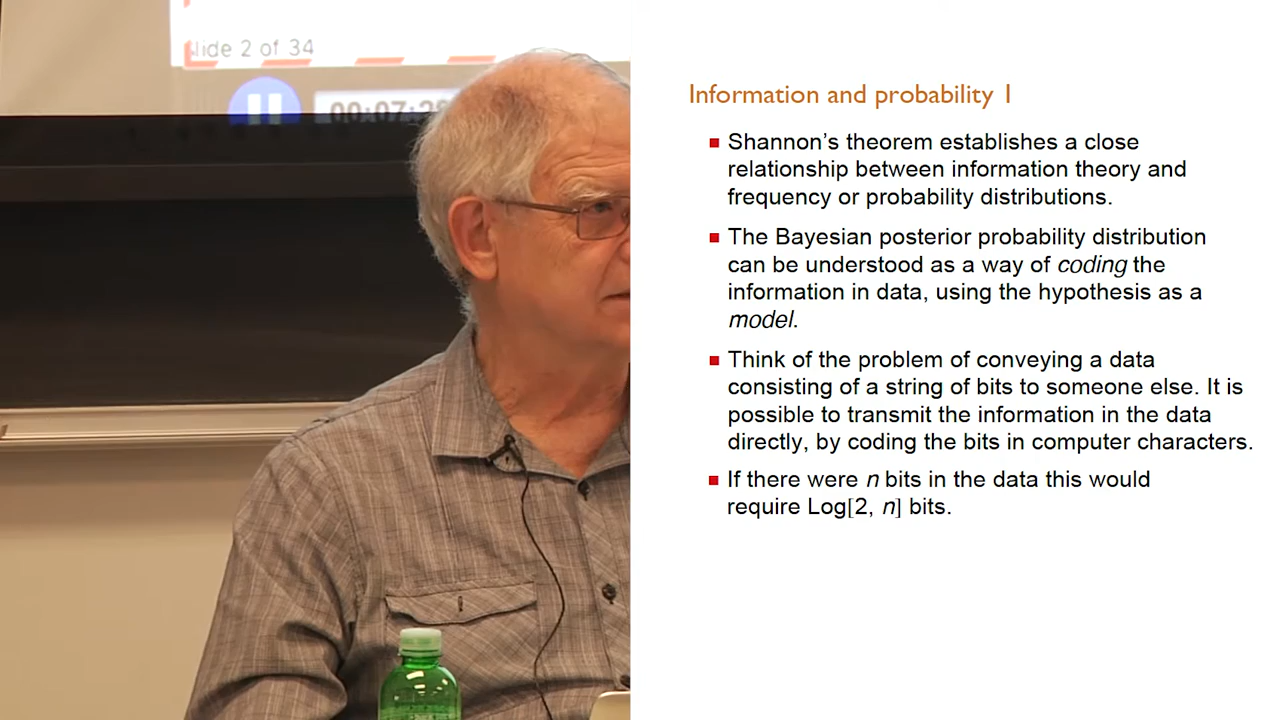 Slide 2 of 34
Information and probability 1
Shannon's theorem establishes a close
relationship between information theory and
frequency or probability distributions.
The Bayesian posterior probability distribution
can be understood as a way of coding the
information in data, using the hypothesis as a
model.
Think of the problem of conveying a data
consisting of a string of bits to someone else. It is
possible to transmit the information in the data
directly, by coding the bits in computer characters.
If there were n bits in the data this would
require Log[2, n] bits.